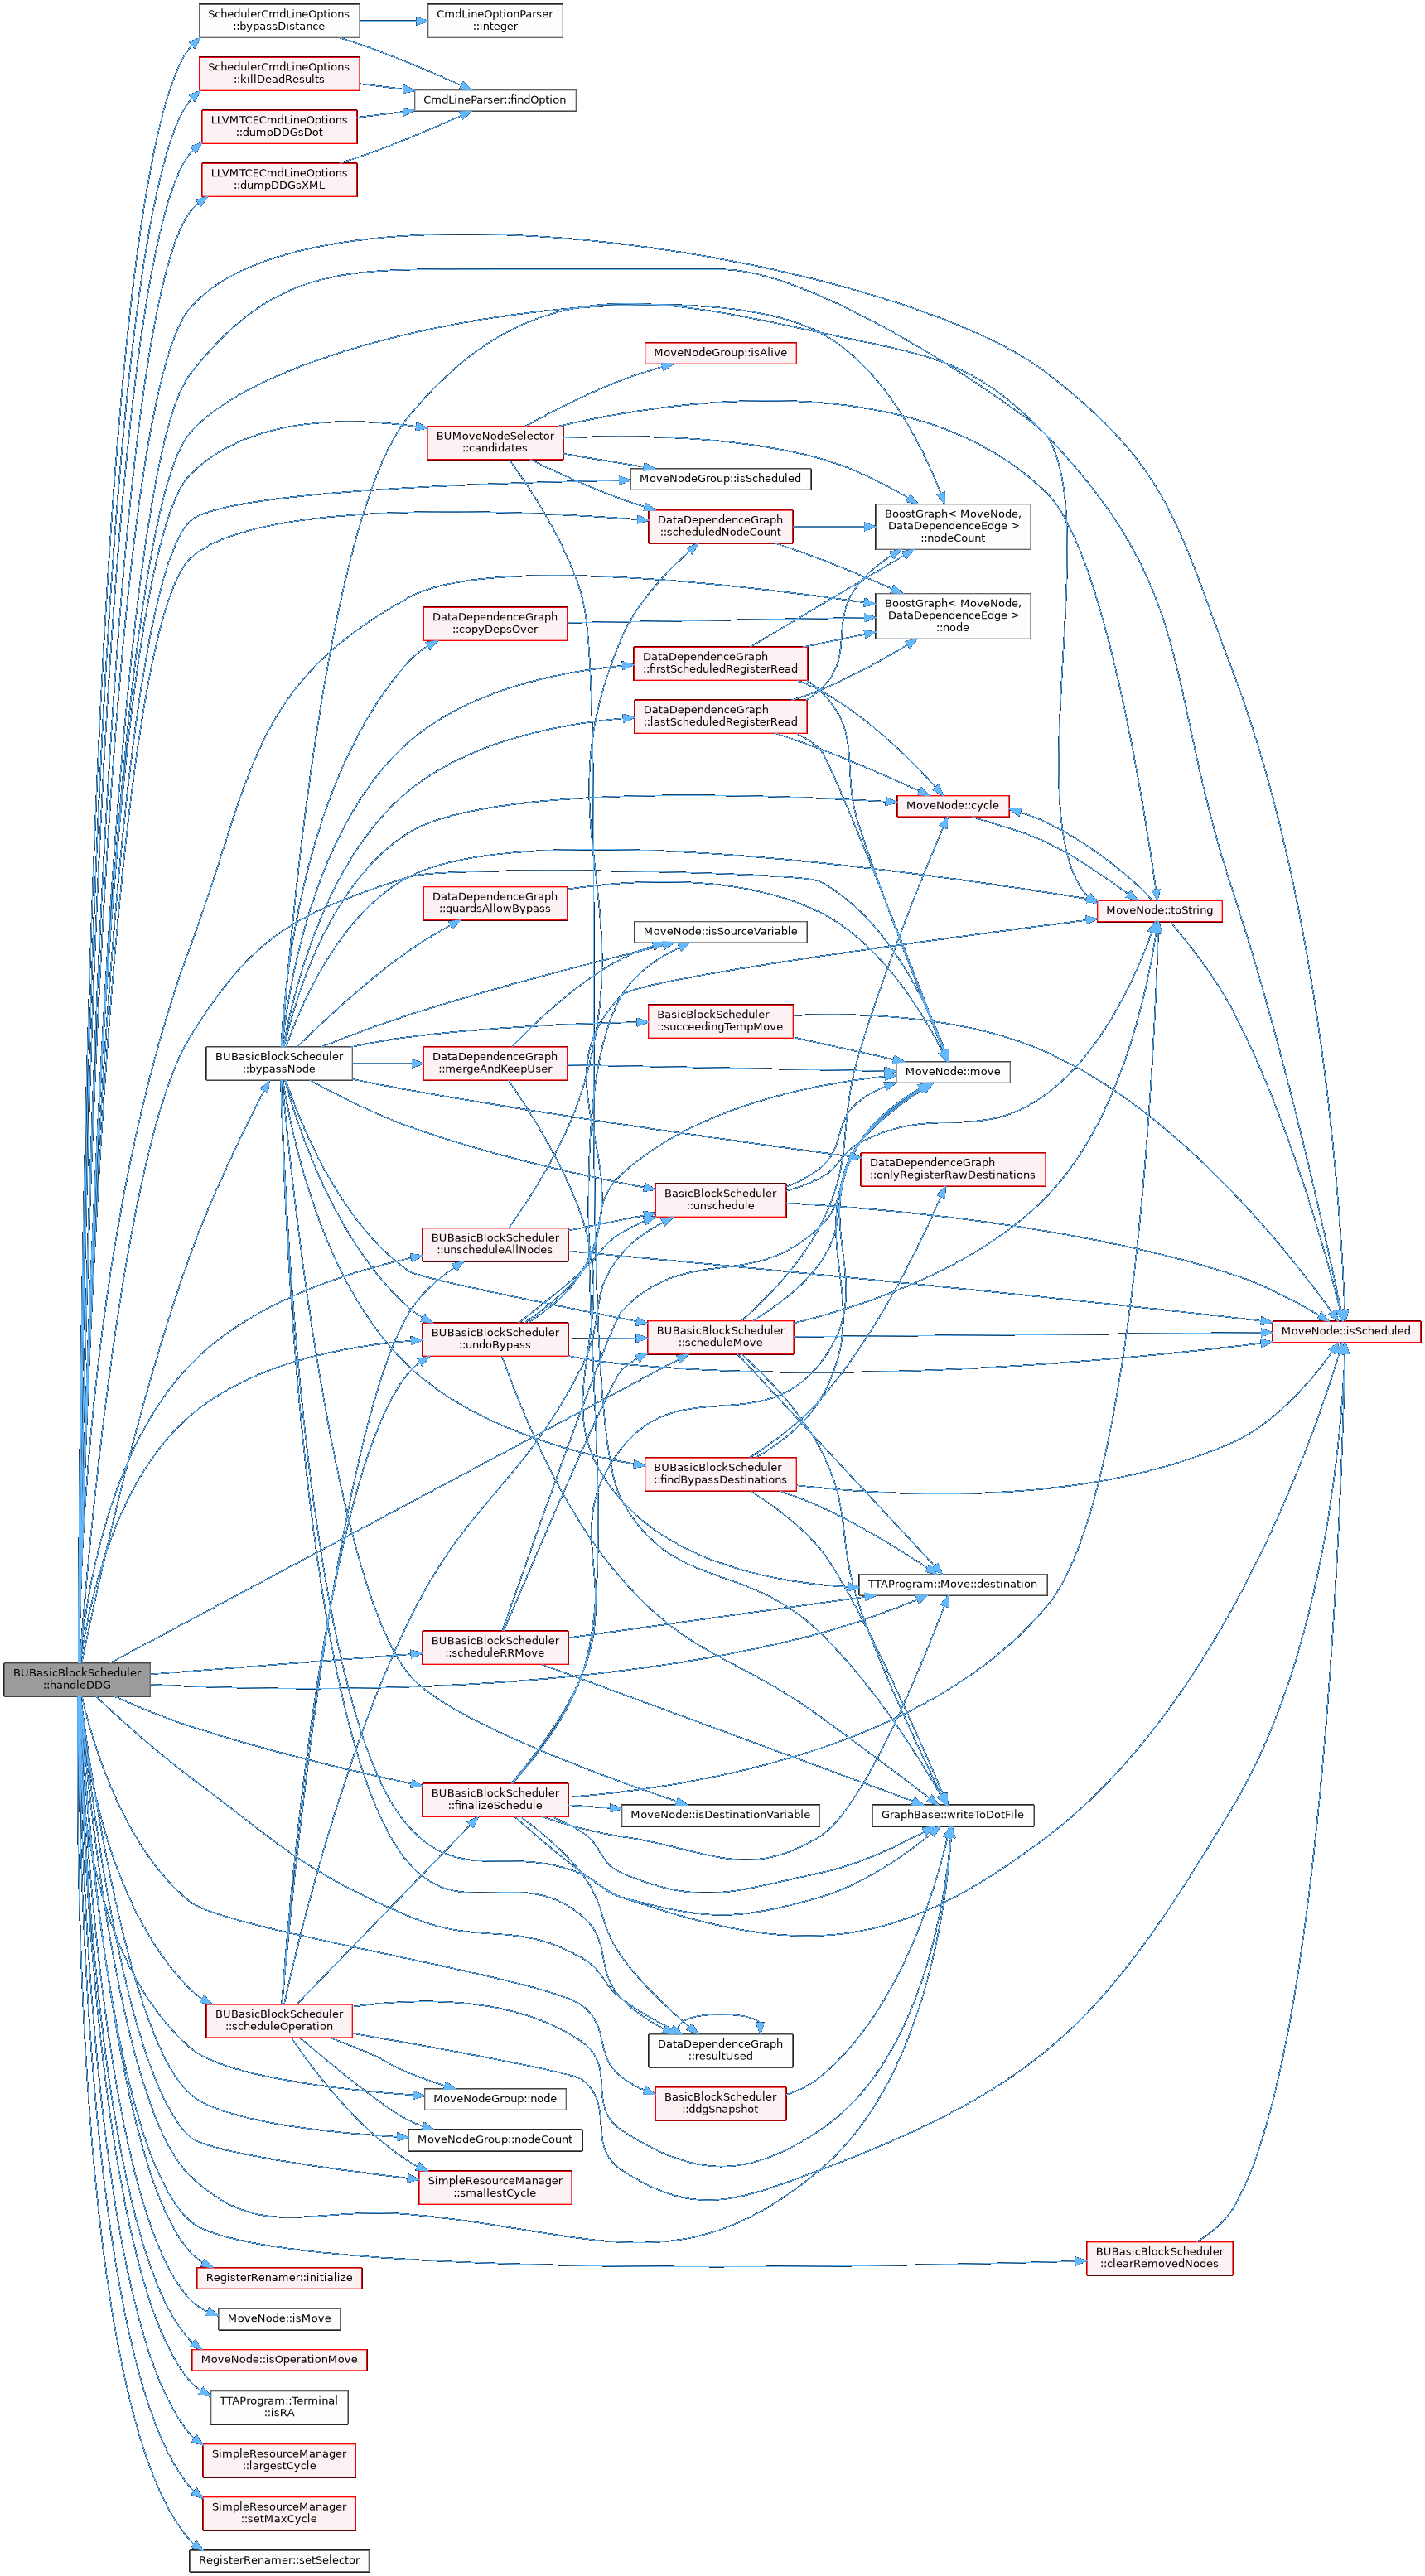 SchedulerCmdLineOptions
::bypassDistance
CmdLineOptionParser
::integer
SchedulerCmdLineOptions
::killDeadResults
CmdLineParser::findOption
LLVMTCECmdLineOptions
::dumpDDGsDot
LLVMTCECmdLineOptions
::dumpDDGsXML
MoveNodeGroup::isAlive
BUMoveNodeSelector
::candidates
MoveNodeGroup::isScheduled
DataDependenceGraph
::scheduledNodeCount
BoostGraph< MoveNode,
DataDependenceEdge >
::nodeCount
DataDependenceGraph
::copyDepsOver
BoostGraph< MoveNode,
DataDependenceEdge >
::node
DataDependenceGraph
::firstScheduledRegisterRead
DataDependenceGraph
::lastScheduledRegisterRead
MoveNode::cycle
DataDependenceGraph
::guardsAllowBypass
MoveNode::toString
MoveNode::isSourceVariable
BasicBlockScheduler
::succeedingTempMove
BUBasicBlockScheduler
::bypassNode
DataDependenceGraph
::mergeAndKeepUser
MoveNode::move
DataDependenceGraph
::onlyRegisterRawDestinations
BasicBlockScheduler
::unschedule
BUBasicBlockScheduler
::unscheduleAllNodes
BUBasicBlockScheduler
::undoBypass
BUBasicBlockScheduler
::scheduleMove
MoveNode::isScheduled
BUBasicBlockScheduler
::findBypassDestinations
TTAProgram::Move::destination
BUBasicBlockScheduler
::scheduleRRMove
BUBasicBlockScheduler
::handleDDG
BUBasicBlockScheduler
::finalizeSchedule
MoveNode::isDestinationVariable
GraphBase::writeToDotFile
BUBasicBlockScheduler
::scheduleOperation
DataDependenceGraph
::resultUsed
MoveNodeGroup::node
BasicBlockScheduler
::ddgSnapshot
MoveNodeGroup::nodeCount
SimpleResourceManager
::smallestCycle
BUBasicBlockScheduler
::clearRemovedNodes
RegisterRenamer::initialize
MoveNode::isMove
MoveNode::isOperationMove
TTAProgram::Terminal
::isRA
SimpleResourceManager
::largestCycle
SimpleResourceManager
::setMaxCycle
RegisterRenamer::setSelector